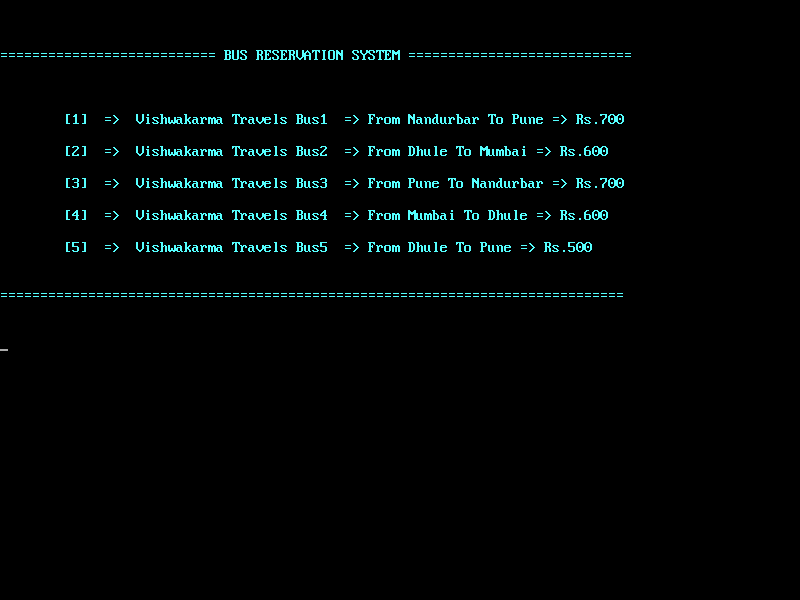 =========================== BUS RESERVATION SYSTEM ============================
[1]  =>  Vishwakarma Travels Bus1  => From Nandurbar To Pune => Rs.700
[2]  =>  Vishwakarma Travels Bus2  => From Dhule To Mumbai => Rs.600
[3]  =>  Vishwakarma Travels Bus3  => From Pune To Nandurbar => Rs.700
[4]  =>  Vishwakarma Travels Bus4  => From Mumbai To Dhule => Rs.600
[5]  =>  Vishwakarma Travels Bus5  => From Dhule To Pune => Rs.500
==============================================================================